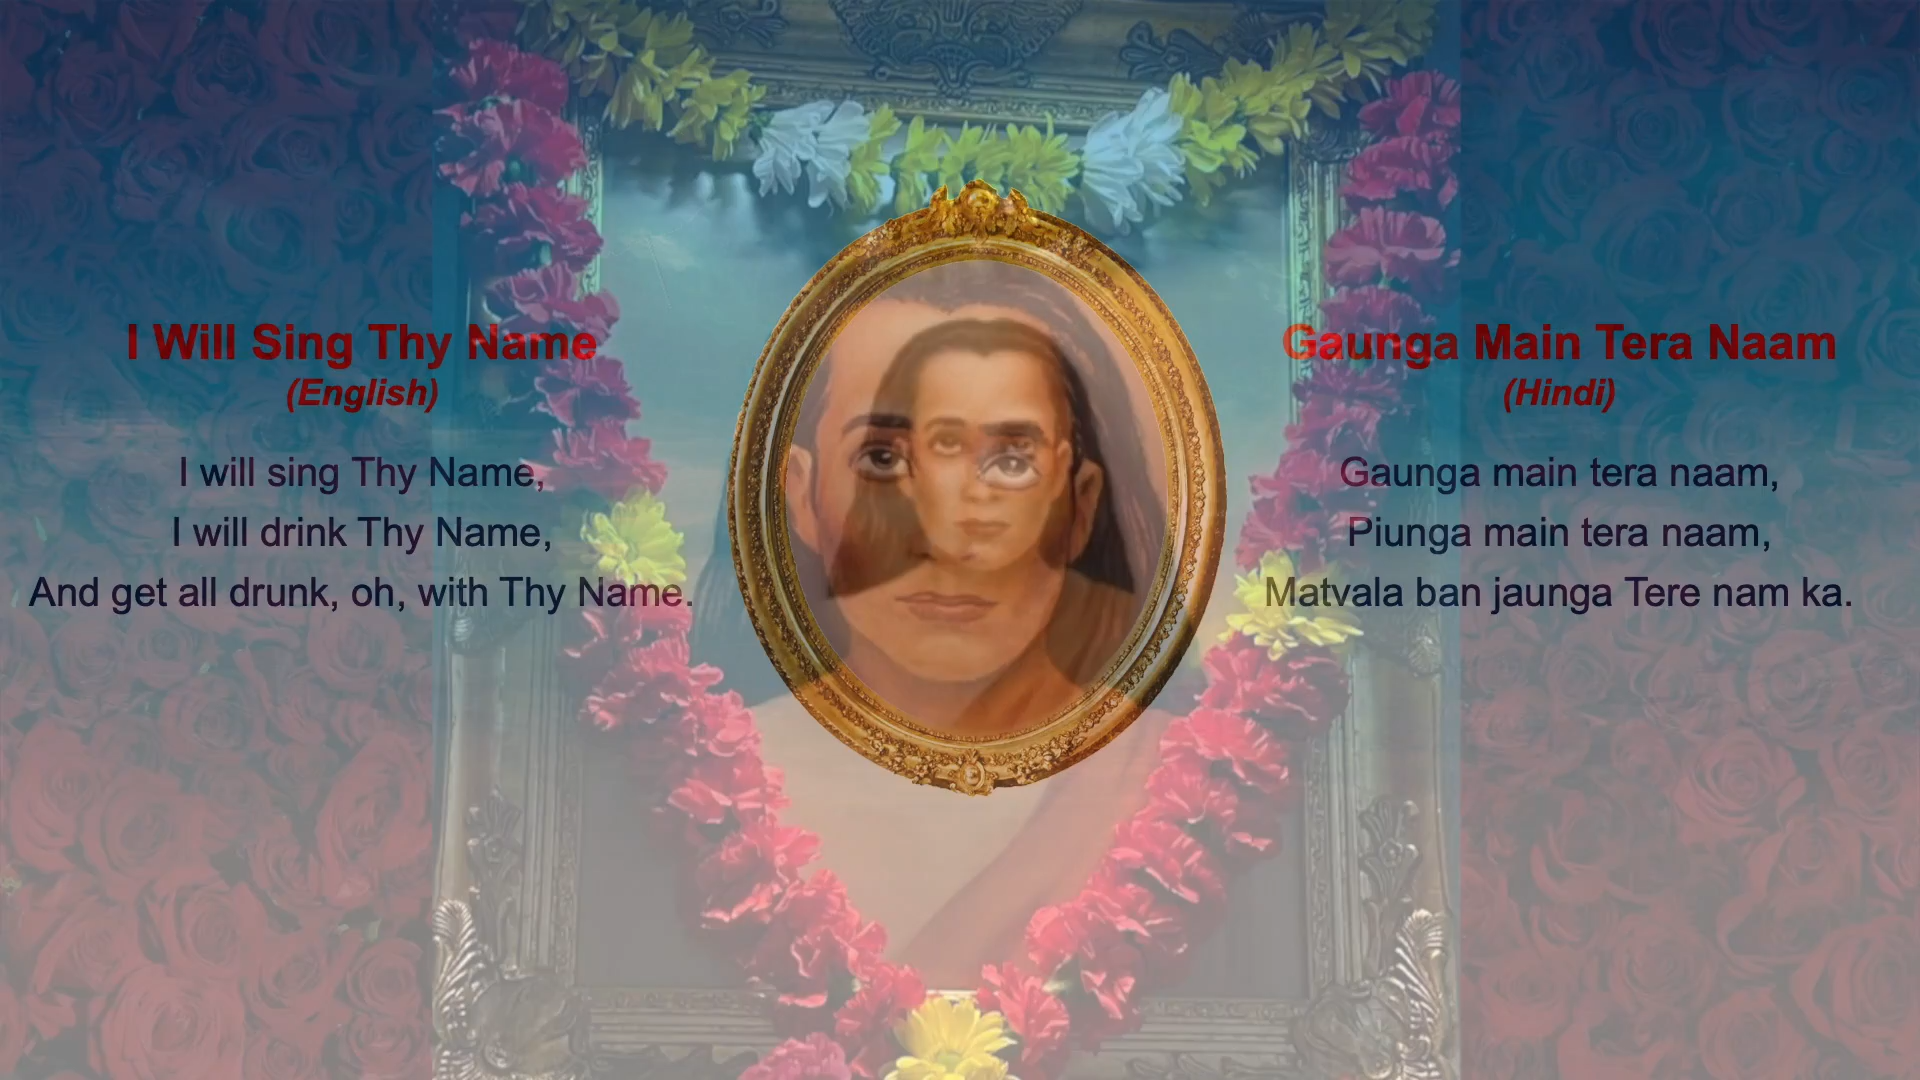 I Will Sing Thy Name
(English)
I will sing Thy Name,
I will drink Thy Name,
And get all drunk, oh, with Thy Name.
Gaunga Main Tera Naam
(Hindi)
Gaunga main tera naam,
Piunga main tera naam,
Matvala ban jaunga Tere nam ka.